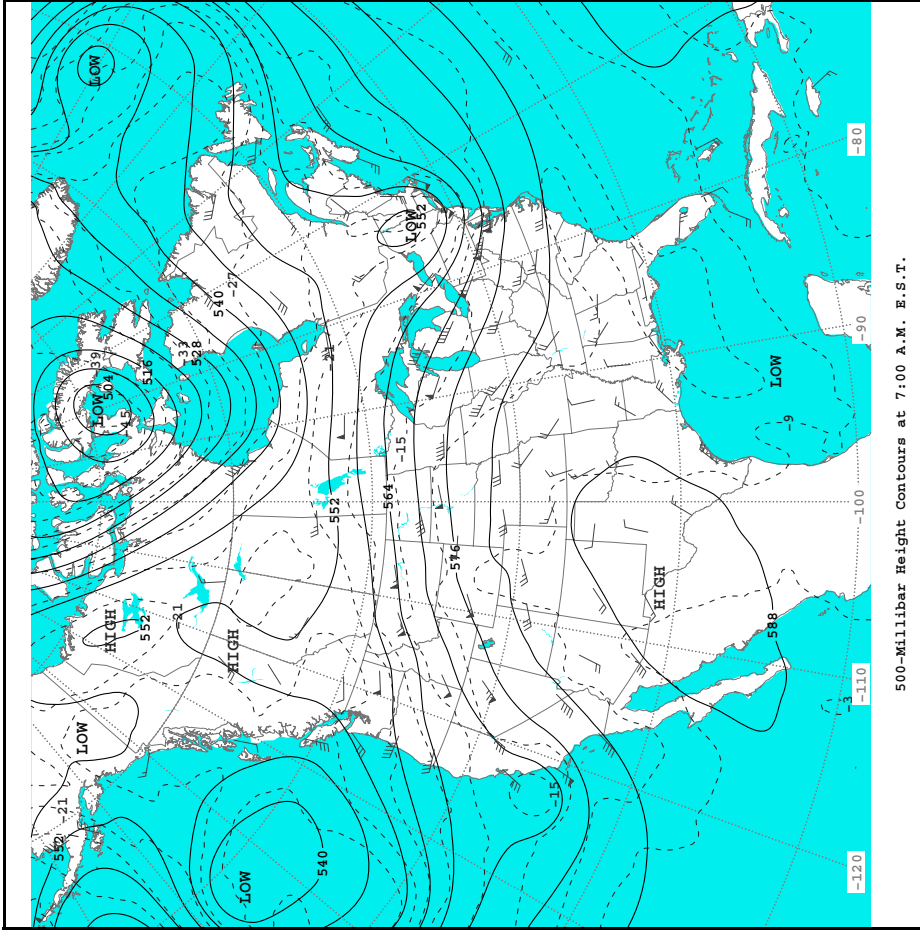 552
-21
LOW
LOW
-39
LOW
504
HIGH
-45
552
516
-21
-33
528
540
HIGH
-27
LOW
540
-21
552
564
-15
LOW
552
576
-15
HIGH
588
LOW
-9
-3
-120 -110 -100 -90 -80
500-Millibar Height Contours at 7:00 A.M. E.S.T.